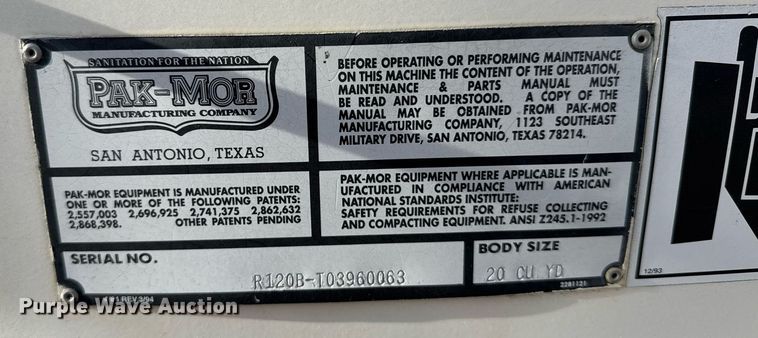 SANITATION FOR THE NATION
PAK-MOR
MANUFACTURING COMPANY
SAN ANTONIO, TEXAS
BEFORE OPERATING OR PERFORMING MAINTENANCE
ON THIS MACHINE THE CONTENT OF THE OPERATION,
MAINTENANCE & PARTS MANUAL MUST
BE READ AND UNDERSTOOD. A COPY OF THE
MANUAL MAY BE OBTAINED FROM PAK-MOR
MANUFACTURING COMPANY, 1123 SOUTHEAST
MILITARY DRIVE, SAN ANTONIO, TEXAS 78214.
PAK-MOR EQUIPMENT IS MANUFACTURED UNDER
ONE OR MORE OF THE FOLLOWING PATENTS:
2,557,003 2,696,925 2,741,375 2,862,632
2,868,398. OTHER PATENTS PENDING
PAK-MOR EQUIPMENT WHERE APPLICABLE IS MAN-
UFACTURED IN COMPLIANCE WITH AMERICAN
NATIONAL STANDARDS INSTITUTE:
SAFETY REQUIREMENTS FOR REFUSE COLLECTING
AND COMPACTING EQUIPMENT. ANSI Z245.1-1992
SERIAL NO.
R120B-T03960063
BODY SIZE
20 CU YD
REV 3/94
2281121
12/93
Purple Wave Auction